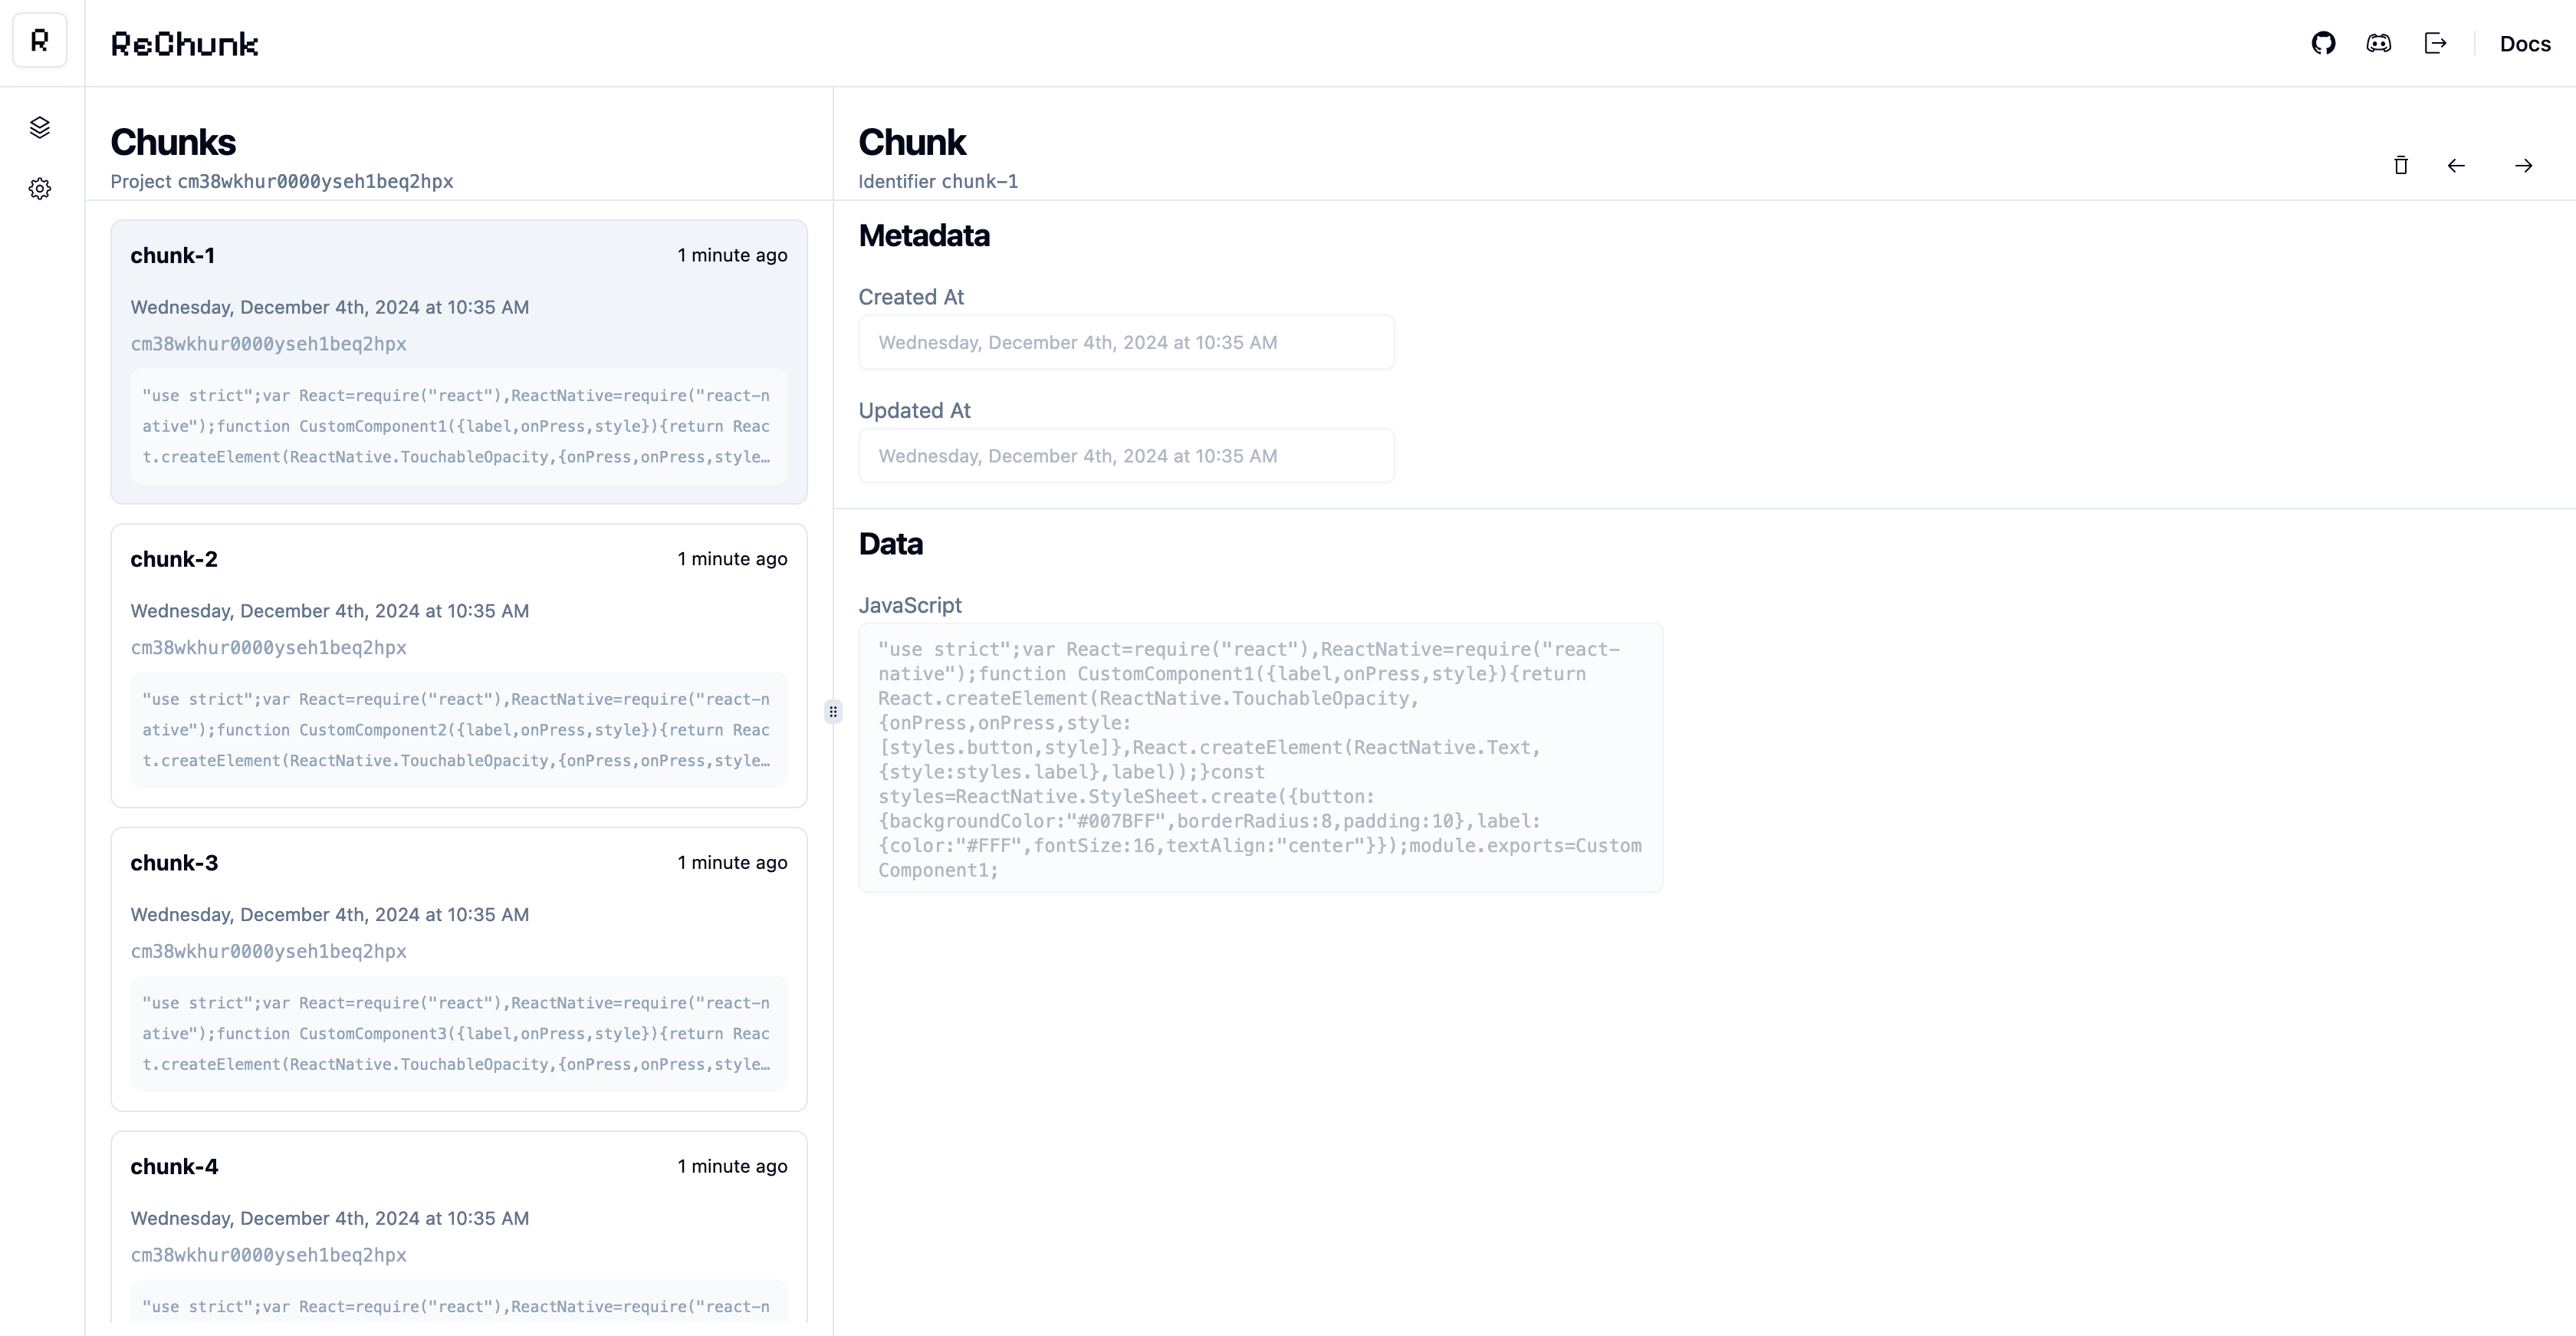 R
ReChunk
Docs
Chunks
Project cm38wkhur0000yseh1beq2hpx
chunk-1
1 minute ago
Wednesday, December 4th, 2024 at 10:35 AM
cm38wkhur0000yseh1beq2hpx
"use strict";var React=require("react"),ReactNative=require("react-n
ative");function CustomComponent1({label,onPress,style}){return Reac
t.createElement(ReactNative.TouchableOpacity,{onPress,onPress,style…
chunk-2
1 minute ago
Wednesday, December 4th, 2024 at 10:35 AM
cm38wkhur0000yseh1beq2hpx
"use strict";var React=require("react"),ReactNative=require("react-n
ative");function CustomComponent2({label,onPress,style}){return Reac
t.createElement(ReactNative.TouchableOpacity,{onPress,onPress,style…
chunk-3
1 minute ago
Wednesday, December 4th, 2024 at 10:35 AM
cm38wkhur0000yseh1beq2hpx
"use strict";var React=require("react"),ReactNative=require("react-n
ative");function CustomComponent3({label,onPress,style}){return Reac
t.createElement(ReactNative.TouchableOpacity,{onPress,onPress,style…
chunk-4
1 minute ago
Wednesday, December 4th, 2024 at 10:35 AM
cm38wkhur0000yseh1beq2hpx
"use strict";var React=require("react"),ReactNative=require("react-n
Chunk
Identifier chunk-1
Metadata
Created At
Wednesday, December 4th, 2024 at 10:35 AM
Updated At
Wednesday, December 4th, 2024 at 10:35 AM
Data
JavaScript
"use strict";var React=require("react"),ReactNative=require("react-
native");function CustomComponent1({label,onPress,style}){return
React.createElement(ReactNative.TouchableOpacity,
{onPress,onPress,style:
[styles.button,style]},React.createElement(ReactNative.Text,
{style:styles.label},label));}const
styles=ReactNative.StyleSheet.create({button:
{backgroundColor:"#007BFF",borderRadius:8,padding:10},label:
{color:"#FFF",fontSize:16,textAlign:"center"}});module.exports=Custom
Component1;